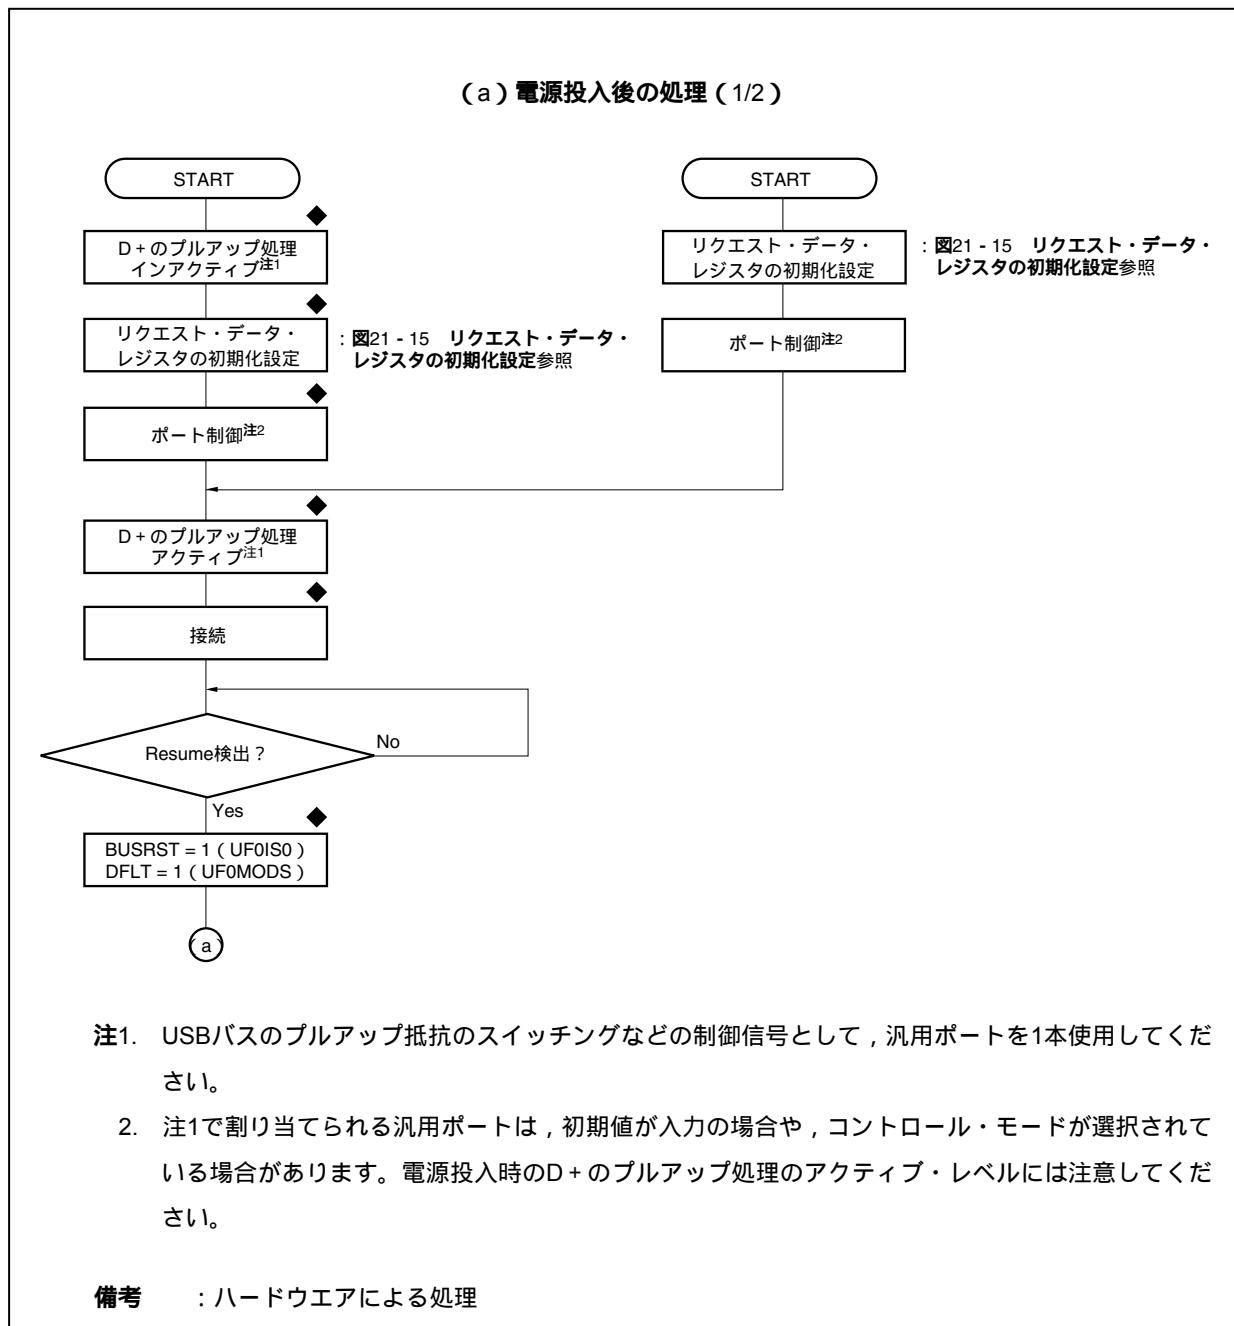 （a）電源投入後の処理（1/2）
START
D＋のプルアップ処理
インアクティブ注1
リクエスト・データ・
レジスタの初期化設定
：図21 - 15　リクエスト・データ・
レジスタの初期化設定参照
ポート制御注2
START
リクエスト・データ・
レジスタの初期化設定
：図21 - 15　リクエスト・データ・
レジスタの初期化設定参照
ポート制御注2
D＋のプルアップ処理
アクティブ注1
接続
Resume検出？
No
Yes
BUSRST = 1（UF0IS0）
DFLT = 1（UF0MODS）
(a)
注1.　USBバスのプルアップ抵抗のスイッチングなどの制御信号として，汎用ポートを1本使用してくだ
さい。
2.　注1で割り当てられる汎用ポートは，初期値が入力の場合や，コントロール・モードが選択されて
いる場合があります。電源投入時のD＋のプルアップ処理のアクティブ・レベルには注意してくだ
さい。
備考　　：ハードウエアによる処理